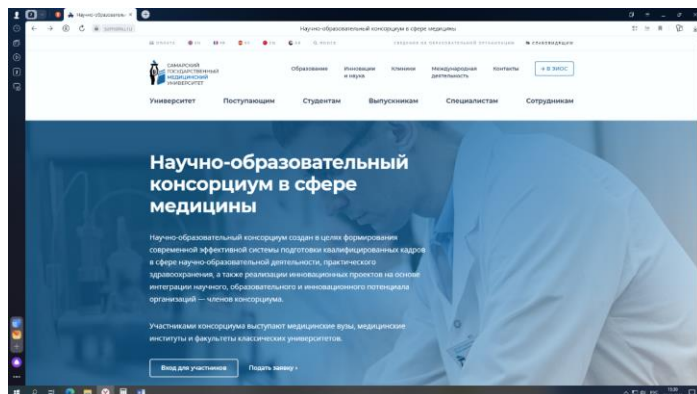 Научно-образовательный консорциум в сфере медицины
САМАРСКИЙ
ГОСУДАРСТВЕННЫЙ
МЕДИЦИНСКИЙ
УНИВЕРСИТЕТ
Образование
Инновации
и наука
Клиники
Международная
деятельность
Контакты
Университет
Поступающим
Студентам
Выпускникам
Специалистам
Сотрудникам
Научно-образовательный
консорциум в сфере
медицины
Научно-образовательный консорциум создан в целях формирования
современной эффективной системы подготовки квалифицированных кадров
в сфере научно-образовательной деятельности, практического
здравоохранения, а также реализации инновационных проектов на основе
интеграции научного, образовательного и инновационного потенциала
организаций — членов консорциума.
Участниками консорциума выступают медицинские вузы, медицинские
институты и факультеты классических университетов.
Вход для участников
Подать заявку ›